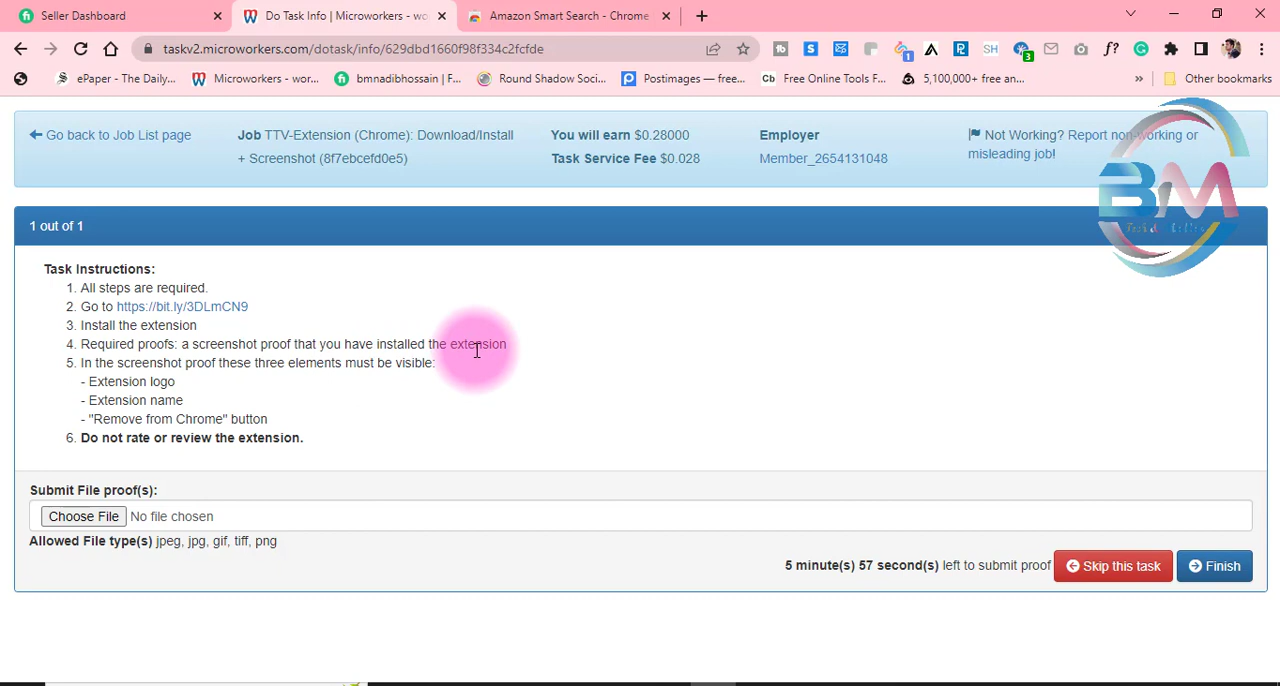 Seller Dashboard
Do Task Info | Microworkers - wo
Amazon Smart Search - Chrome
taskv2.microworkers.com/dotask/info/629dbd1660f98f334c2fcfde
ePaper - The Daily...
Microworkers - wor...
bmnadibhossain | F...
Round Shadow Soci...
Postimages — free...
Free Online Tools F...
5,100,000+ free an...
Other bookmarks
Go back to Job List page
Job TTV-Extension (Chrome): Download/Install
+ Screenshot (8f7ebcefd0e5)
You will earn $0.28000
Task Service Fee $0.028
Employer
Member_2654131048
Not Working? Report non-working or
misleading job!
BM
1 out of 1
Task Instructions:
1. All steps are required.
2. Go to https://bit.ly/3DLmCN9
3. Install the extension
4. Required proofs: a screenshot proof that you have installed the extension
5. In the screenshot proof these three elements must be visible:
- Extension logo
- Extension name
- "Remove from Chrome" button
6. Do not rate or review the extension.
Submit File proof(s):
Choose File No file chosen
Allowed File type(s) jpeg, jpg, gif, tiff, png
5 minute(s) 57 second(s) left to submit proof
Skip this task
Finish